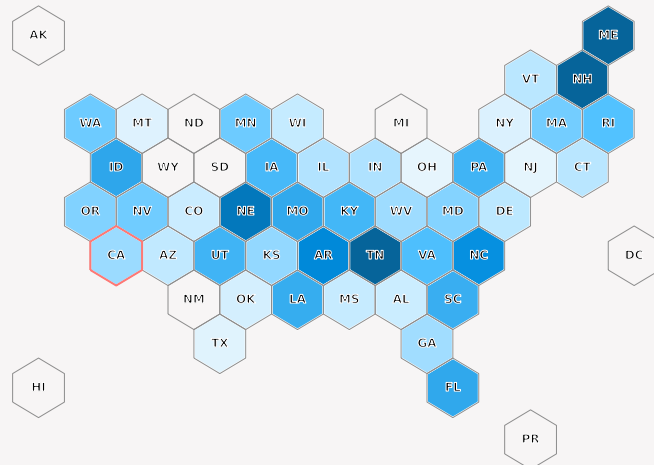 ME
AK
VT NH
WA MT ND MN WI MI NY MA RI
ID WY SD IA IL IN OH PA NJ CT
OR NV CO NE MO KY WV MD DE
CA AZ UT KS AR TN VA NC DC
NM OK LA MS AL SC
TX GA
HI FL
PR